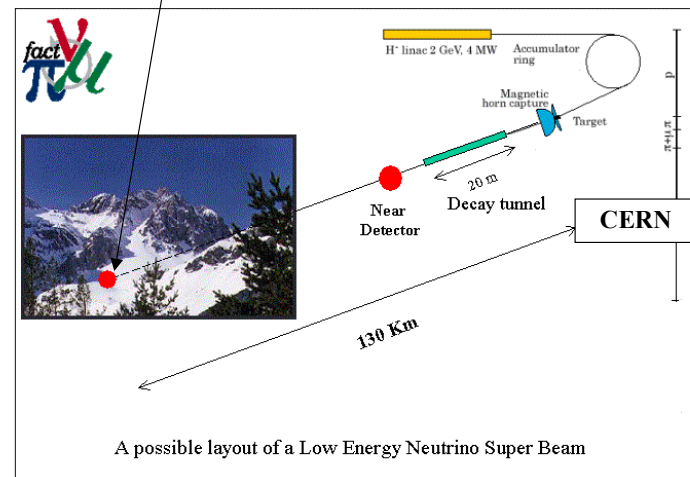 fact
ν
π μ
H⁻ linac 2 GeV, 4 MW
Accumulator
ring
Magnetic
horn capture
Target
p
π+μ,π
20 m
Near
Detector
Decay tunnel
CERN
130 Km
A possible layout of a Low Energy Neutrino Super Beam